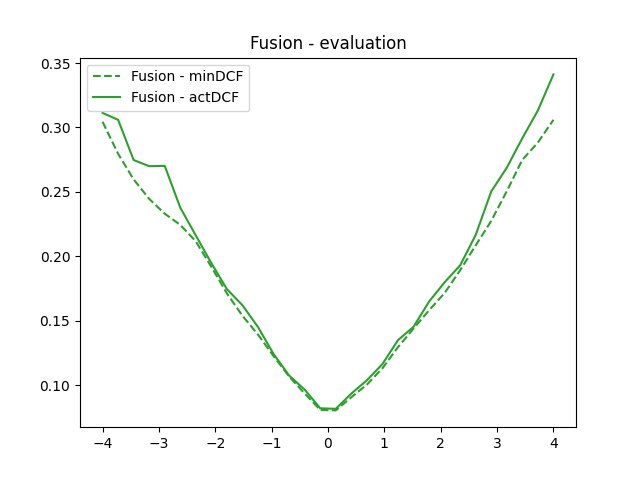 Fusion - evaluation
Fusion - minDCF
Fusion - actDCF
0.35
0.30
0.25
0.20
0.15
0.10
−4 −3 −2 −1 0 1 2 3 4